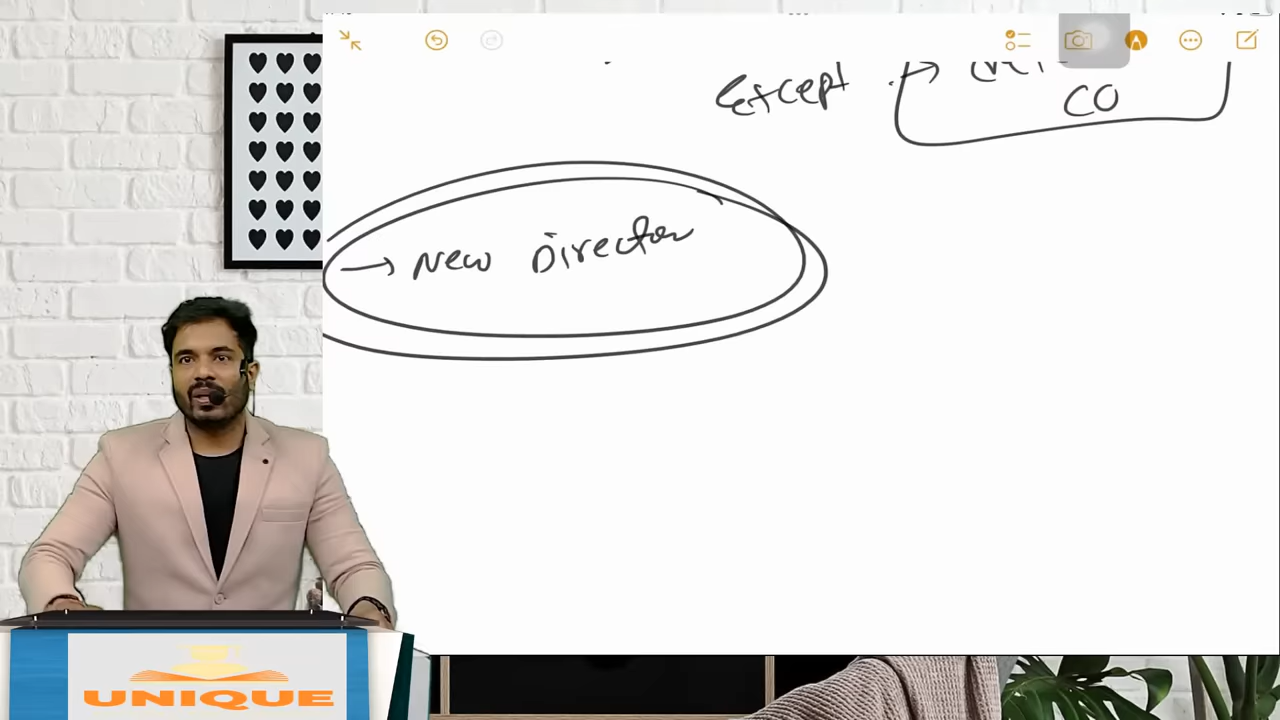 Except →
CO
→ New Director
UNIQUE